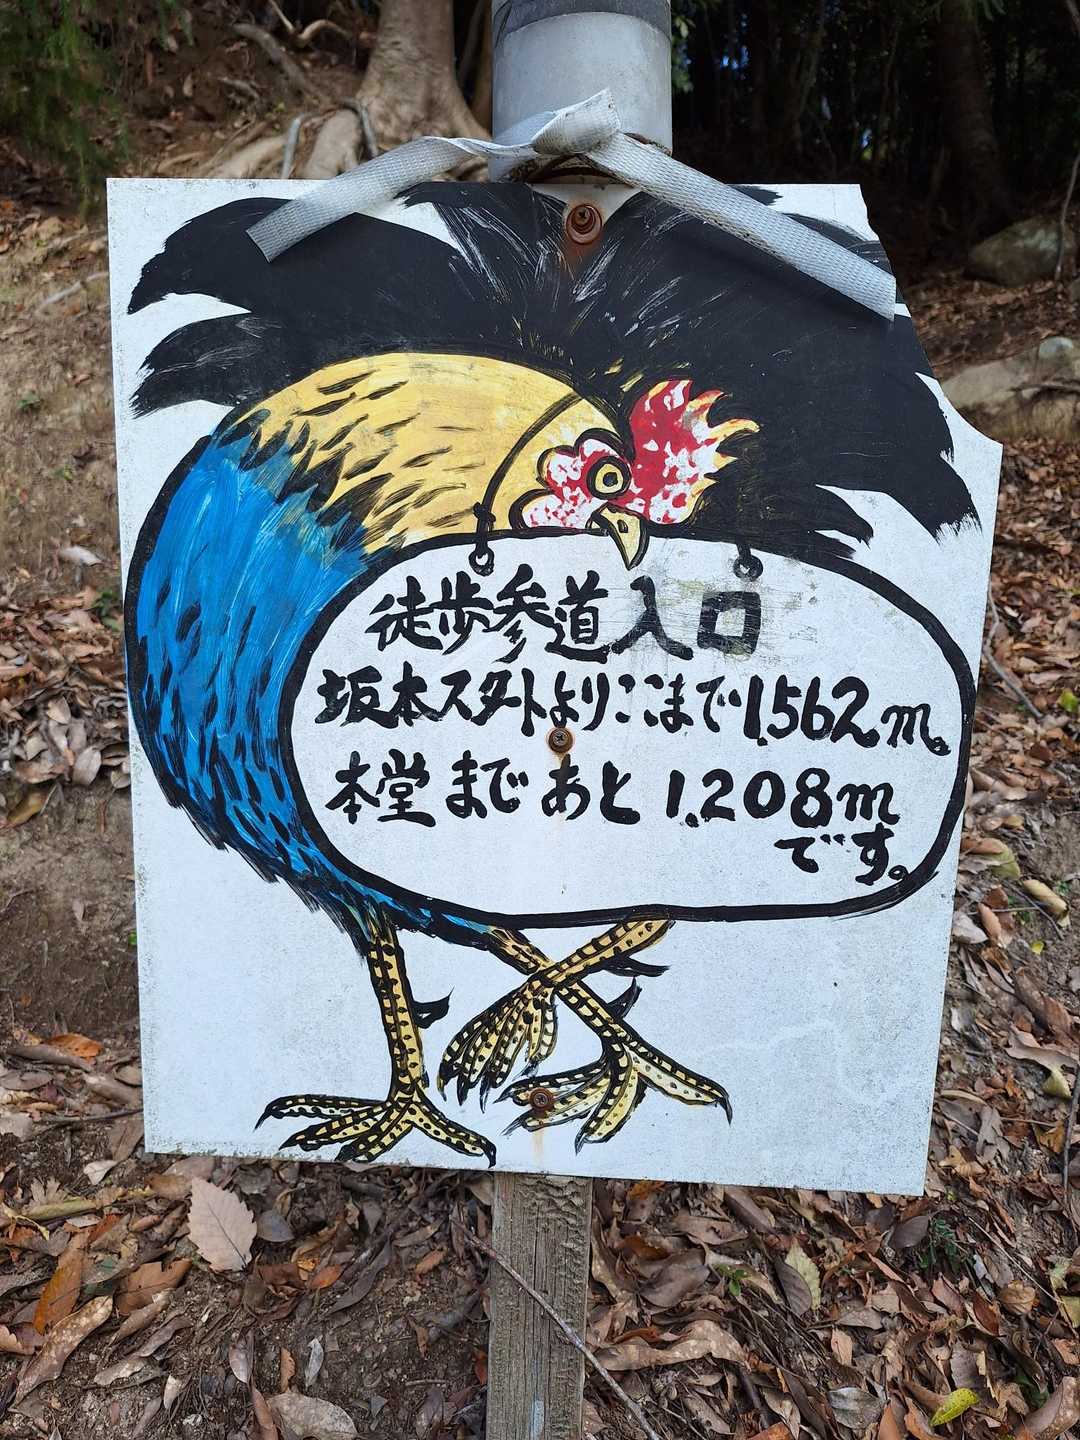 徒歩参道入口
坂本スタートよりここまで1.562m。
本堂まであと1.208m
です。